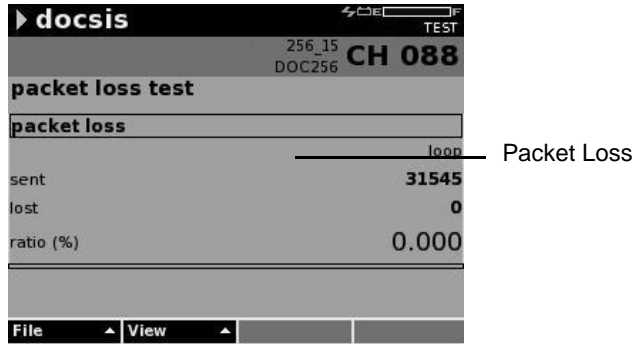 docsis
E F
TEST
256_15
DOC256
CH 088
packet loss test
packet loss
loop
Packet Loss
sent 31545
lost 0
ratio (%) 0.000
File View